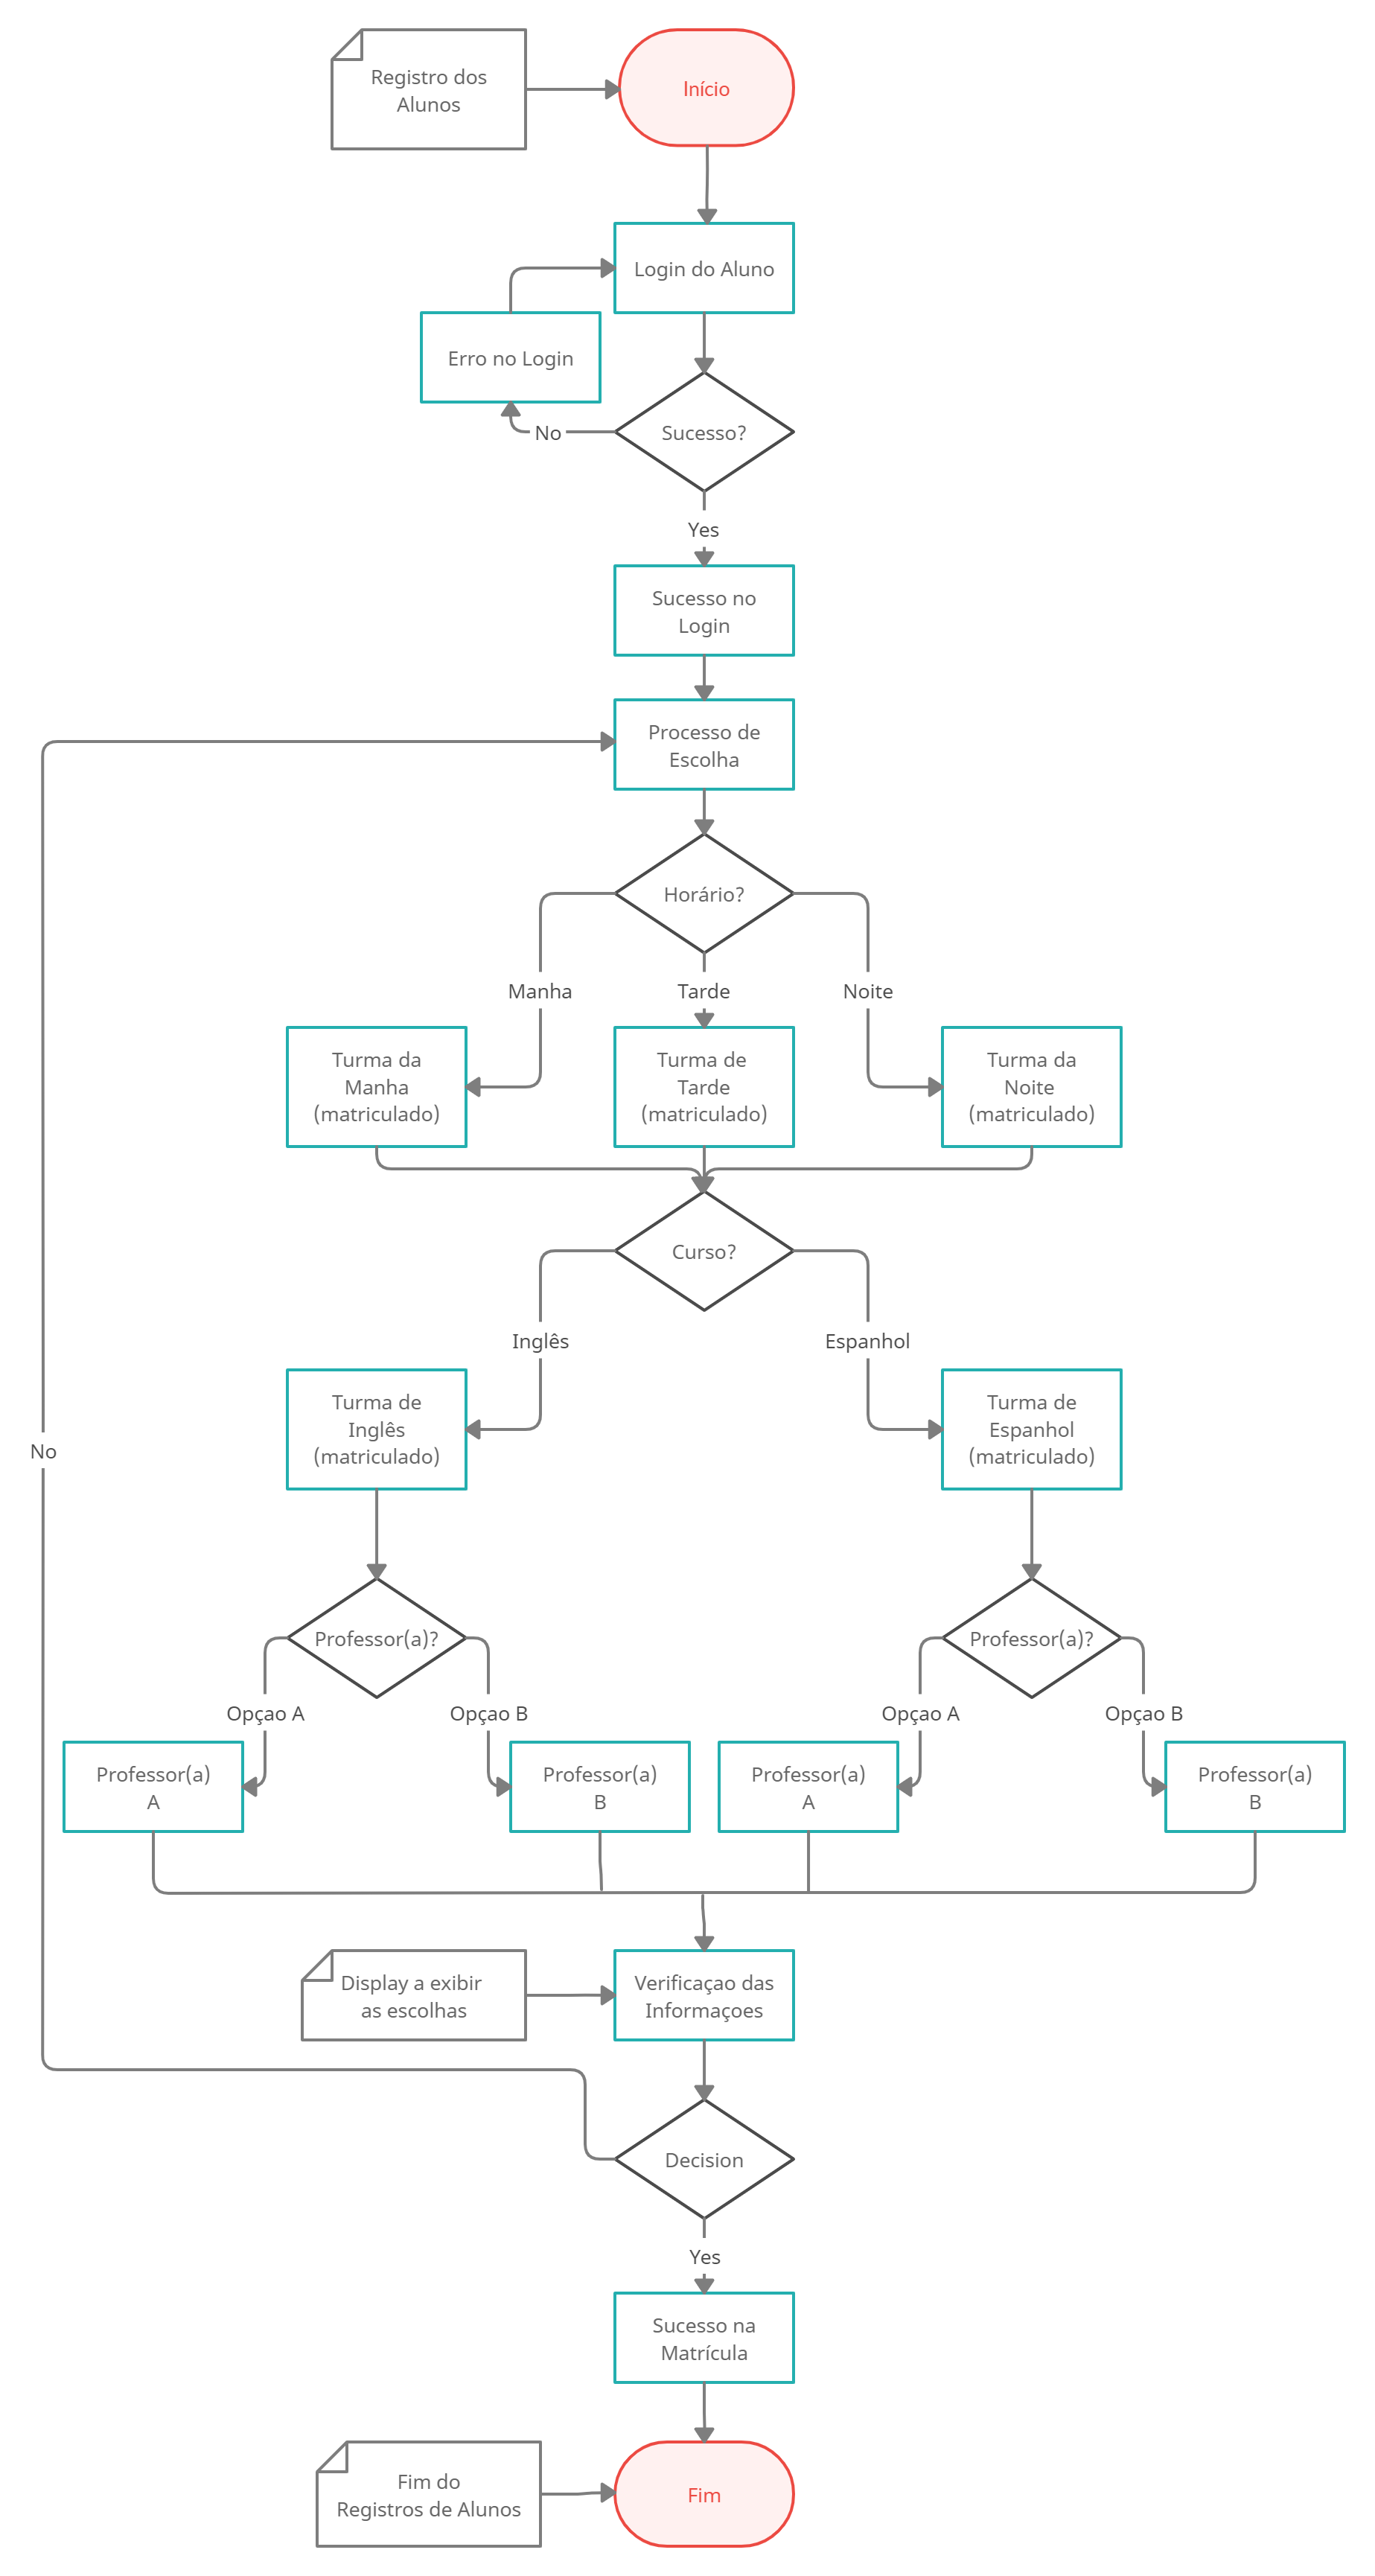 Registro dos
Alunos
Início
Login do Aluno
Erro no Login
No
Sucesso?
Yes
Sucesso no
Login
Processo de
Escolha
Horário?
Manha
Tarde
Noite
Turma da
Manha
(matriculado)
Turma de
Tarde
(matriculado)
Turma da
Noite
(matriculado)
Curso?
Inglês
Espanhol
Turma de
Inglês
(matriculado)
Turma de
Espanhol
(matriculado)
No
Professor(a)?
Professor(a)?
Opçao A
Opçao B
Opçao A
Opçao B
Professor(a)
A
Professor(a)
B
Professor(a)
A
Professor(a)
B
Display a exibir
as escolhas
Verificaçao das
Informaçoes
Decision
Yes
Sucesso na
Matrícula
Fim do
Registros de Alunos
Fim